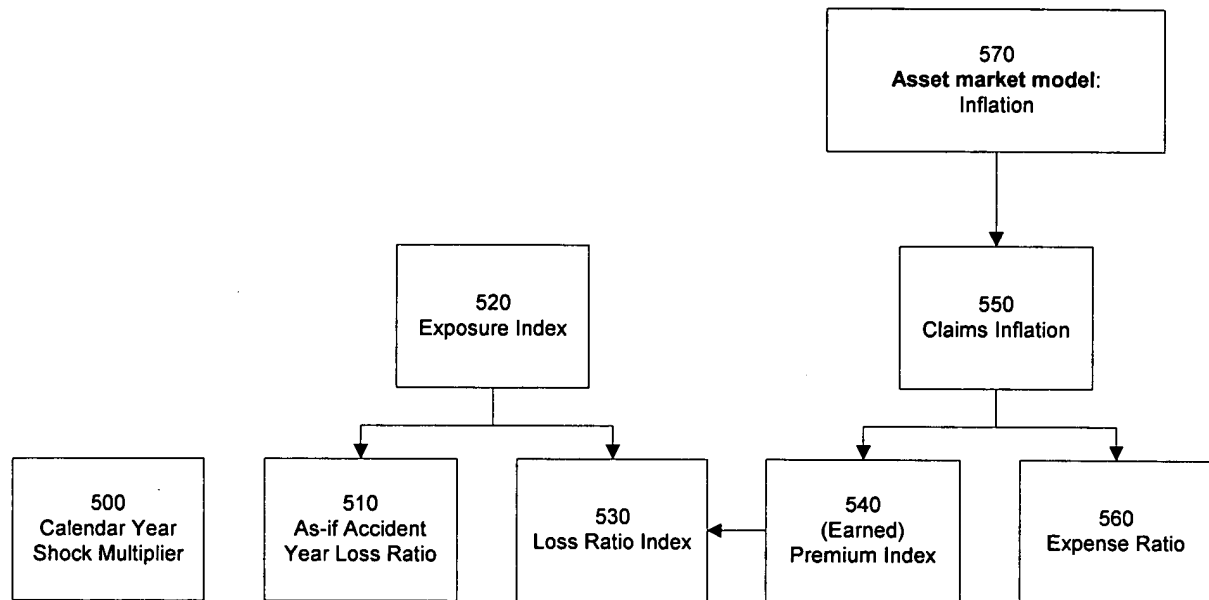 570
Asset market model:
Inflation
520
Exposure Index
550
Claims Inflation
500
Calendar Year
Shock Multiplier
510
As-if Accident
Year Loss Ratio
530
Loss Ratio Index
540
(Earned)
Premium Index
560
Expense Ratio